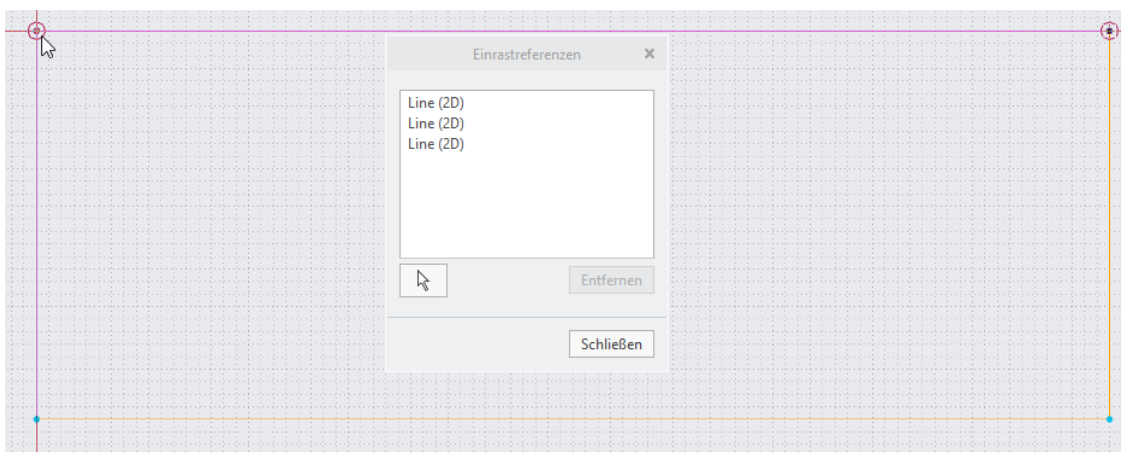 Einrastreferenzen
Line (2D)
Line (2D)
Line (2D)
Entfernen
Schließen